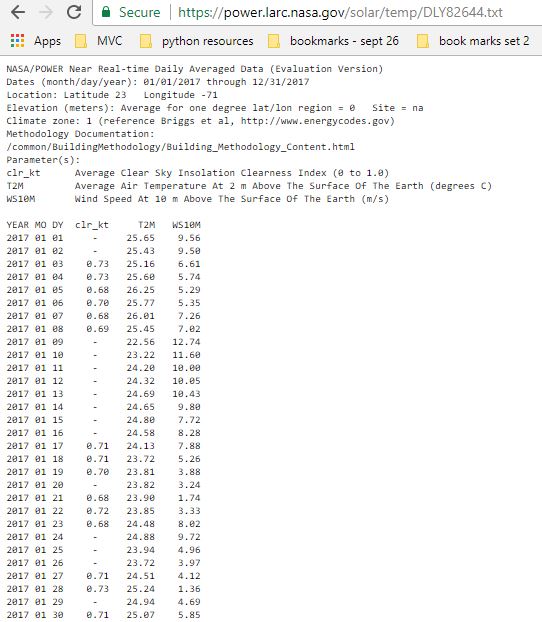 Secure https://power.larc.nasa.gov/solar/temp/DLY82644.txt
Apps MVC python resources bookmarks - sept 26 book marks set 2
NASA/POWER Near Real-time Daily Averaged Data (Evaluation Version)
Dates (month/day/year): 01/01/2017 through 12/31/2017
Location: Latitude 23 Longitude -71
Elevation (meters): Average for one degree lat/lon region = 0 Site = na
Climate zone: 1 (reference Briggs et al, http://www.energycodes.gov)
Methodology Documentation:
/common/BuildingMethodology/Building_Methodology_Content.html
Parameter(s):
clr_kt Average Clear Sky Insolation Clearness Index (0 to 1.0)
T2M Average Air Temperature At 2 m Above The Surface Of The Earth (degrees C)
WS10M Wind Speed At 10 m Above The Surface Of The Earth (m/s)
YEAR MO DY clr_kt T2M WS10M
2017 01 01 - 25.65 9.56
2017 01 02 - 25.43 9.50
2017 01 03 0.73 25.16 6.61
2017 01 04 0.73 25.60 5.74
2017 01 05 0.68 26.25 5.29
2017 01 06 0.70 25.77 5.35
2017 01 07 0.68 26.01 7.26
2017 01 08 0.69 25.45 7.02
2017 01 09 - 22.56 12.74
2017 01 10 - 23.22 11.60
2017 01 11 - 24.20 10.00
2017 01 12 - 24.32 10.05
2017 01 13 - 24.69 10.43
2017 01 14 - 24.65 9.80
2017 01 15 - 24.80 7.72
2017 01 16 - 24.58 8.28
2017 01 17 0.71 24.13 7.88
2017 01 18 0.71 23.72 5.26
2017 01 19 0.70 23.81 3.88
2017 01 20 - 23.82 3.24
2017 01 21 0.68 23.90 1.74
2017 01 22 0.72 23.85 3.33
2017 01 23 0.68 24.48 8.02
2017 01 24 - 24.88 9.72
2017 01 25 - 23.94 4.96
2017 01 26 - 23.72 3.97
2017 01 27 0.71 24.51 4.12
2017 01 28 0.73 25.24 1.36
2017 01 29 - 24.94 4.69
2017 01 30 0.71 25.07 5.85